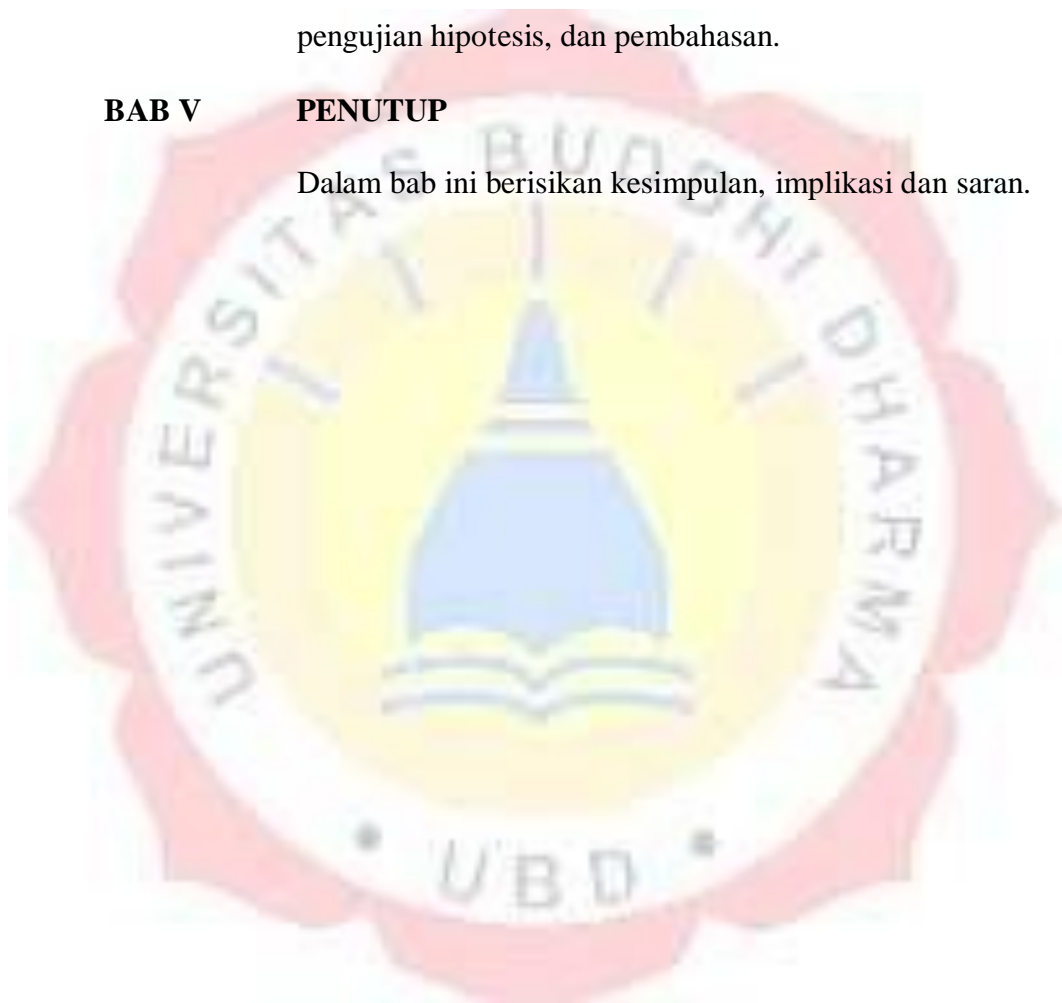 pengujian hipotesis, dan pembahasan.
BAB V PENUTUP
Dalam bab ini berisikan kesimpulan, implikasi dan saran.
UNIVERSITAS BUDDHI DHARMA
• UBD •